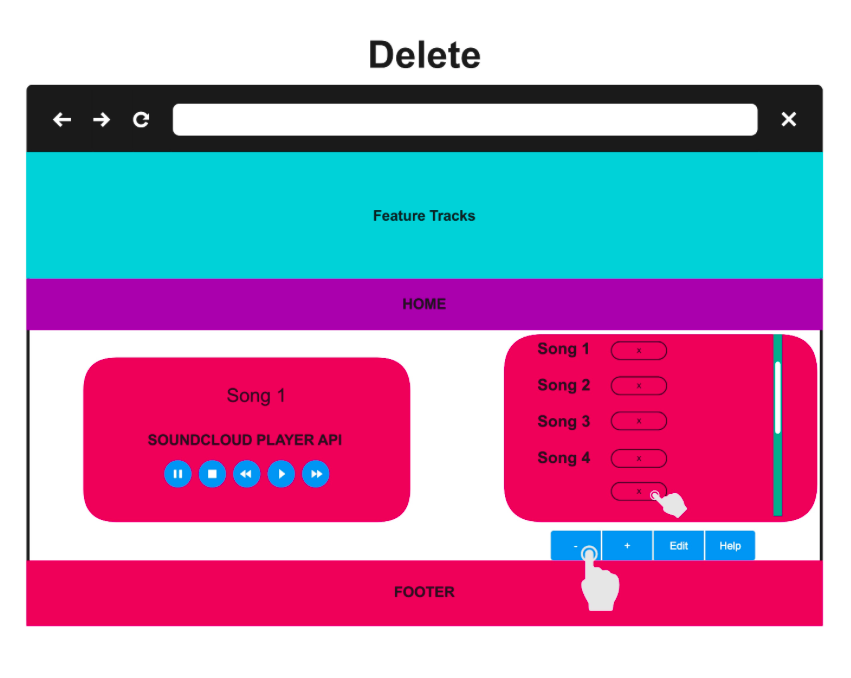 Delete
Feature Tracks
HOME
Song 1
SOUNDCLOUD PLAYER API
Song 1 x
Song 2 x
Song 3 x
Song 4 x
x
- + Edit Help
FOOTER